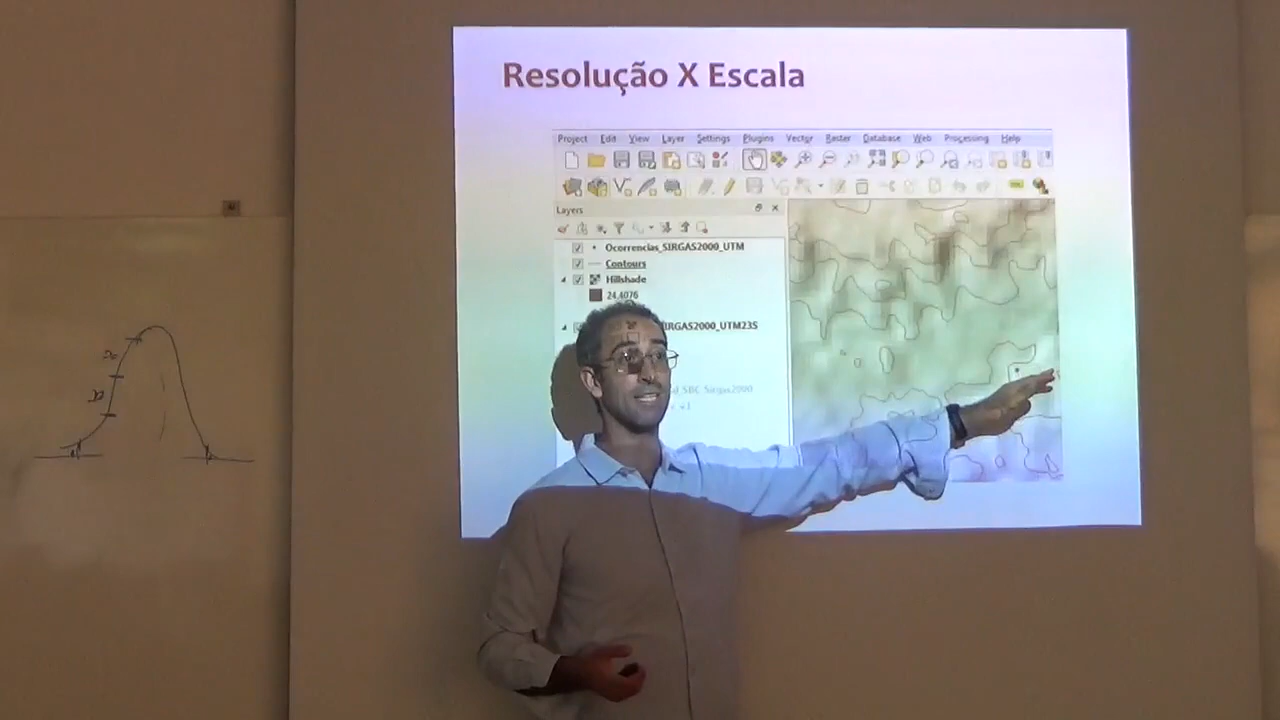 Resolução X Escala
Project Edit View Layer Settings Plugins Vector Raster Database Web Processing Help
Layers
Ocorrencias_SIRGAS2000_UTM
Contours
Hillshade
24.4076
SIRGAS2000_UTM23S
SBC_Sirgas2000